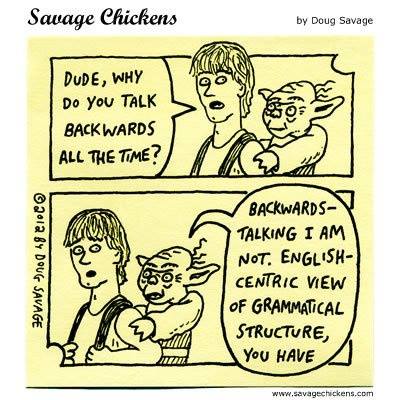 Savage Chickens
by Doug Savage
DUDE, WHY
DO YOU TALK
BACKWARDS
ALL THE TIME?
BACKWARDS-
TALKING I AM
NOT. ENGLISH-
CENTRIC VIEW
OF GRAMMATICAL
STRUCTURE,
YOU HAVE
©2012 BY DOUG SAVAGE
www.savagechickens.com